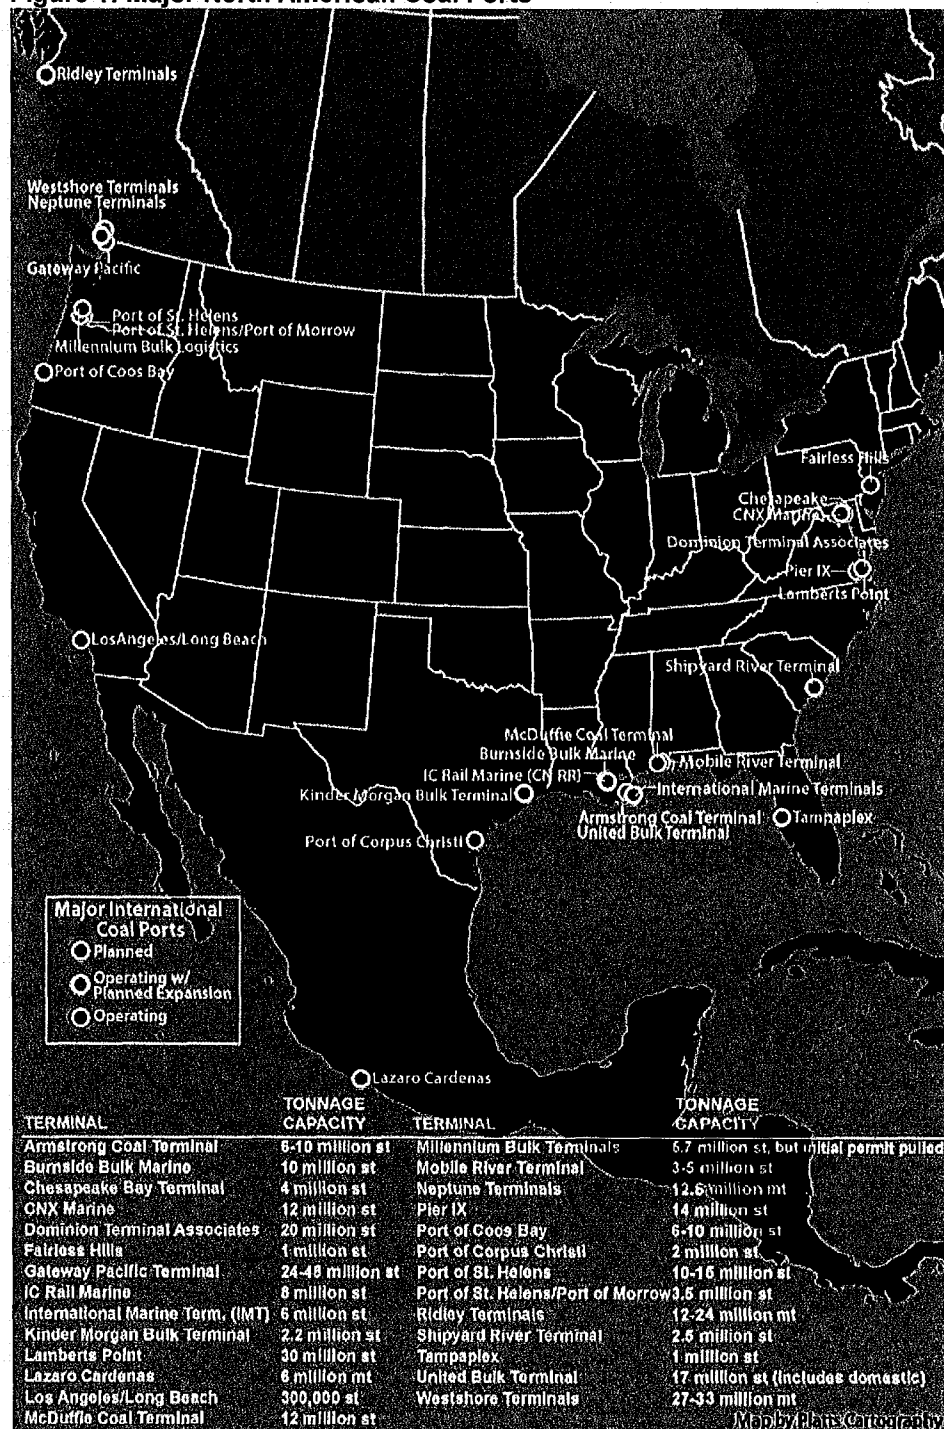 Figure 1. Major North American Coal Ports
Ridley Terminals
Westshore Terminals
Neptune Terminals
Gateway Pacific
Port of St. Helens
Port of St. Helens/Port of Morrow
Millennium Bulk Logistics
Port of Coos Bay
Fairless Hills
Chesapeake
CNX Marine
Dominion Terminal Associates
Pier IX
Lamberts Point
LosAngeles/Long Beach
Shipyard River Terminal
McDuffie Coal Terminal
Burnside Bulk Marine
Mobile River Terminal
IC Rail Marine (CN RR)
Kinder Morgan Bulk Terminal
International Marine Terminals
Armstrong Coal Terminal
United Bulk Terminal
Tampaplex
Port of Corpus Christi
Major International
Coal Ports
Planned
Operating w/
Planned Expansion
Operating
Lazaro Cardenas
TERMINAL TONNAGE CAPACITY TERMINAL TONNAGE CAPACITY
Armstrong Coal Terminal 6-10 million st Millennium Bulk Terminals 5.7 million st, but initial permit pulled
Burnside Bulk Marine 10 million st Mobile River Terminal 3-5 million st
Chesapeake Bay Terminal 4 million st Neptune Terminals 12.6 million mt
CNX Marine 12 million st Pier IX 14 million st
Dominion Terminal Associates 20 million st Port of Coos Bay 6-10 million st
Fairless Hills 1 million st Port of Corpus Christi 2 million st
Gateway Pacific Terminal 24-48 million st Port of St. Helens 10-15 million st
IC Rail Marine 8 million st Port of St. Helens/Port of Morrow 3.5 million st
International Marine Term. (IMT) 6 million st Ridley Terminals 12-24 million mt
Kinder Morgan Bulk Terminal 2.2 million st Shipyard River Terminal 2.5 million st
Lamberts Point 30 million st Tampaplex 1 million st
Lazaro Cardenas 6 million mt United Bulk Terminal 17 million st (includes domestic)
Los Angeles/Long Beach 300,000 st Westshore Terminals 27-33 million mt
McDuffie Coal Terminal 12 million st
Map by Platts Cartography